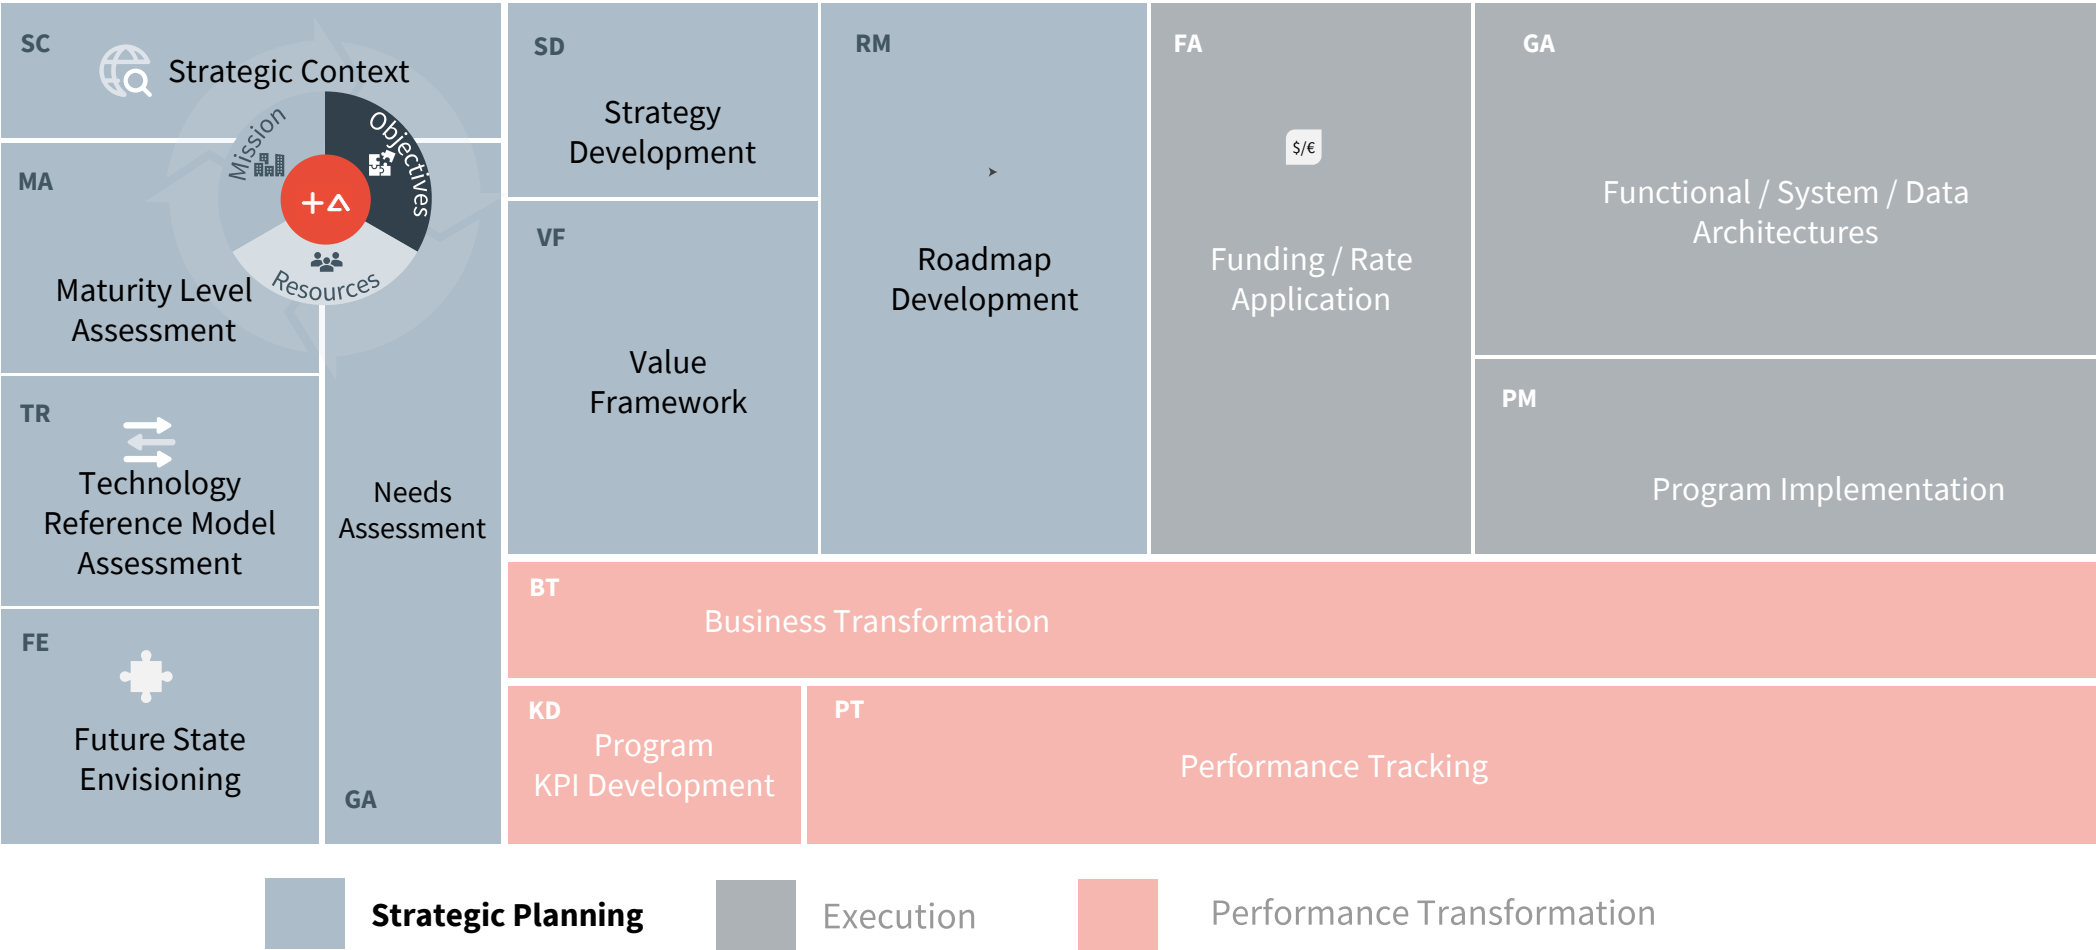 SC
Strategic Context
Mission
Objectives
Resources
MA
Maturity Level
Assessment
TR
Technology
Reference Model
Assessment
FE
Future State
Envisioning
Needs
Assessment
GA
SD
Strategy
Development
VF
Value
Framework
RM
Roadmap
Development
FA
$/€
Funding / Rate
Application
GA
Functional / System / Data
Architectures
PM
Program Implementation
BT
Business Transformation
KD
Program
KPI Development
PT
Performance Tracking
Strategic Planning
Execution
Performance Transformation